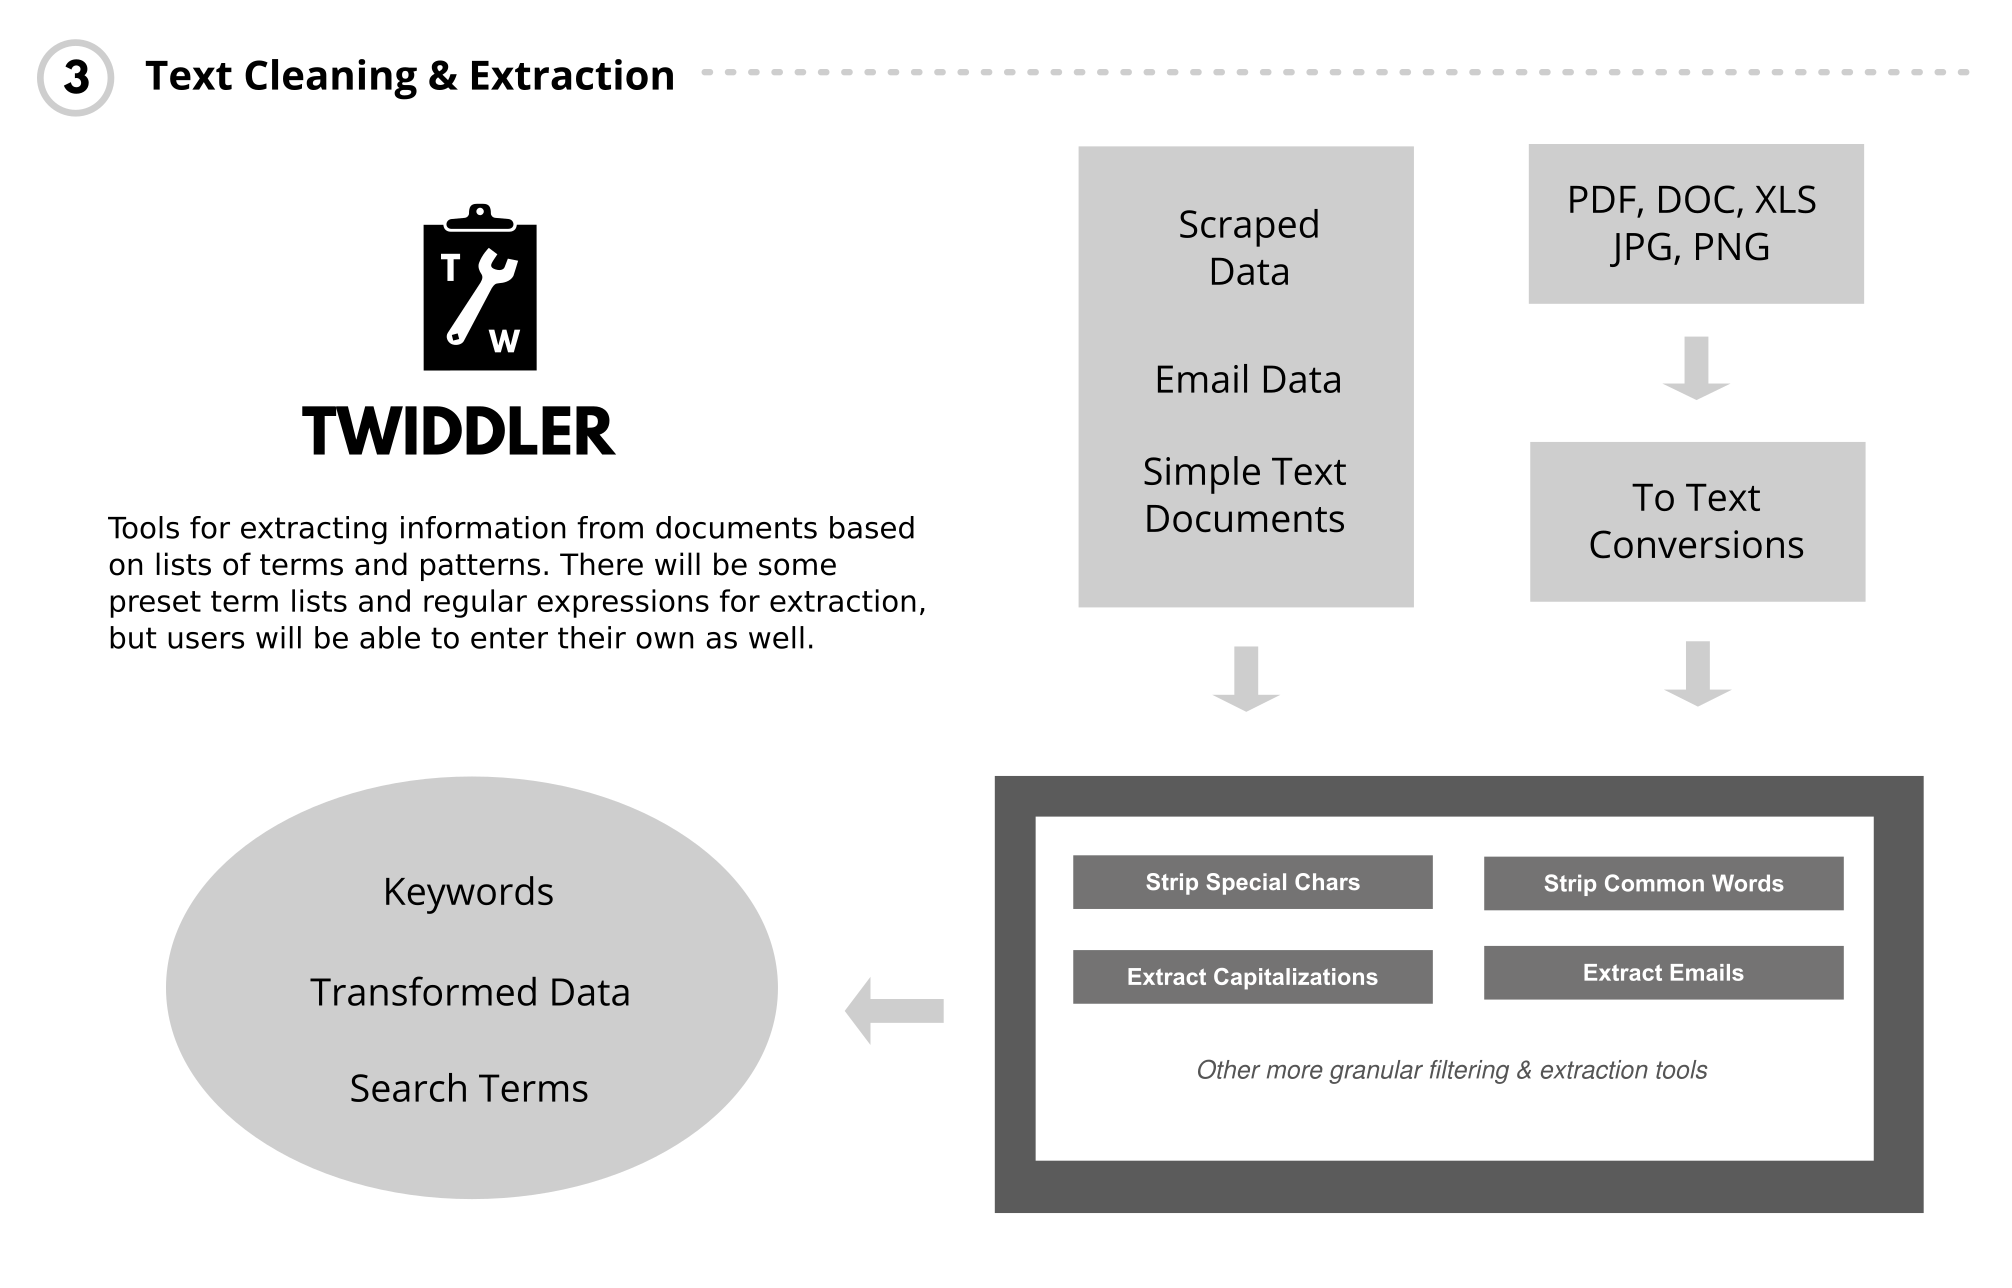 3
Text Cleaning & Extraction
T
W
TWIDDLER
Tools for extracting information from documents based
on lists of terms and patterns. There will be some
preset term lists and regular expressions for extraction,
but users will be able to enter their own as well.
Scraped
Data
Email Data
Simple Text
Documents
PDF, DOC, XLS
JPG, PNG
To Text
Conversions
Strip Special Chars
Strip Common Words
Extract Capitalizations
Extract Emails
Other more granular filtering & extraction tools
Keywords
Transformed Data
Search Terms